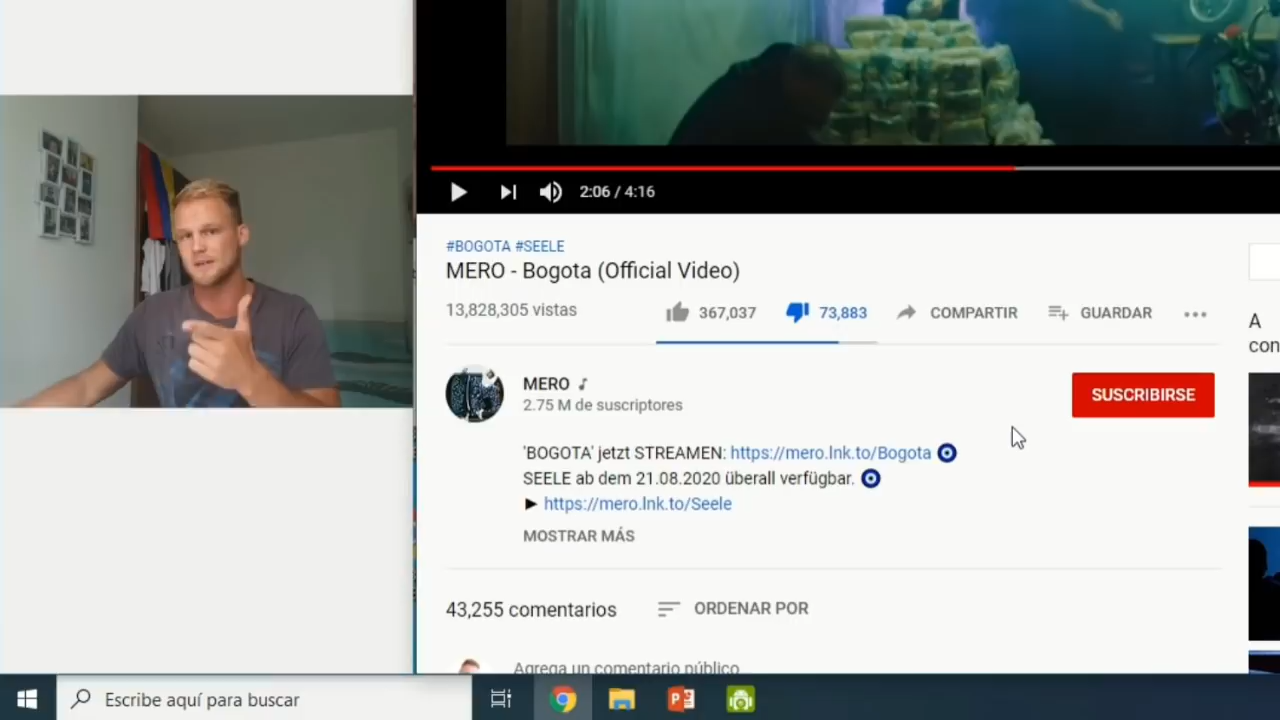 2:06 / 4:16
#BOGOTA #SEELE
MERO - Bogota (Official Video)
13,828,305 vistas
367,037
73,883
COMPARTIR
GUARDAR
MERO
2.75 M de suscriptores
SUSCRIBIRSE
'BOGOTA' jetzt STREAMEN: https://mero.lnk.to/Bogota
SEELE ab dem 21.08.2020 überall verfügbar.
► https://mero.lnk.to/Seele
MOSTRAR MÁS
43,255 comentarios
ORDENAR POR
Agrega un comentario público
A
con
Escribe aquí para buscar